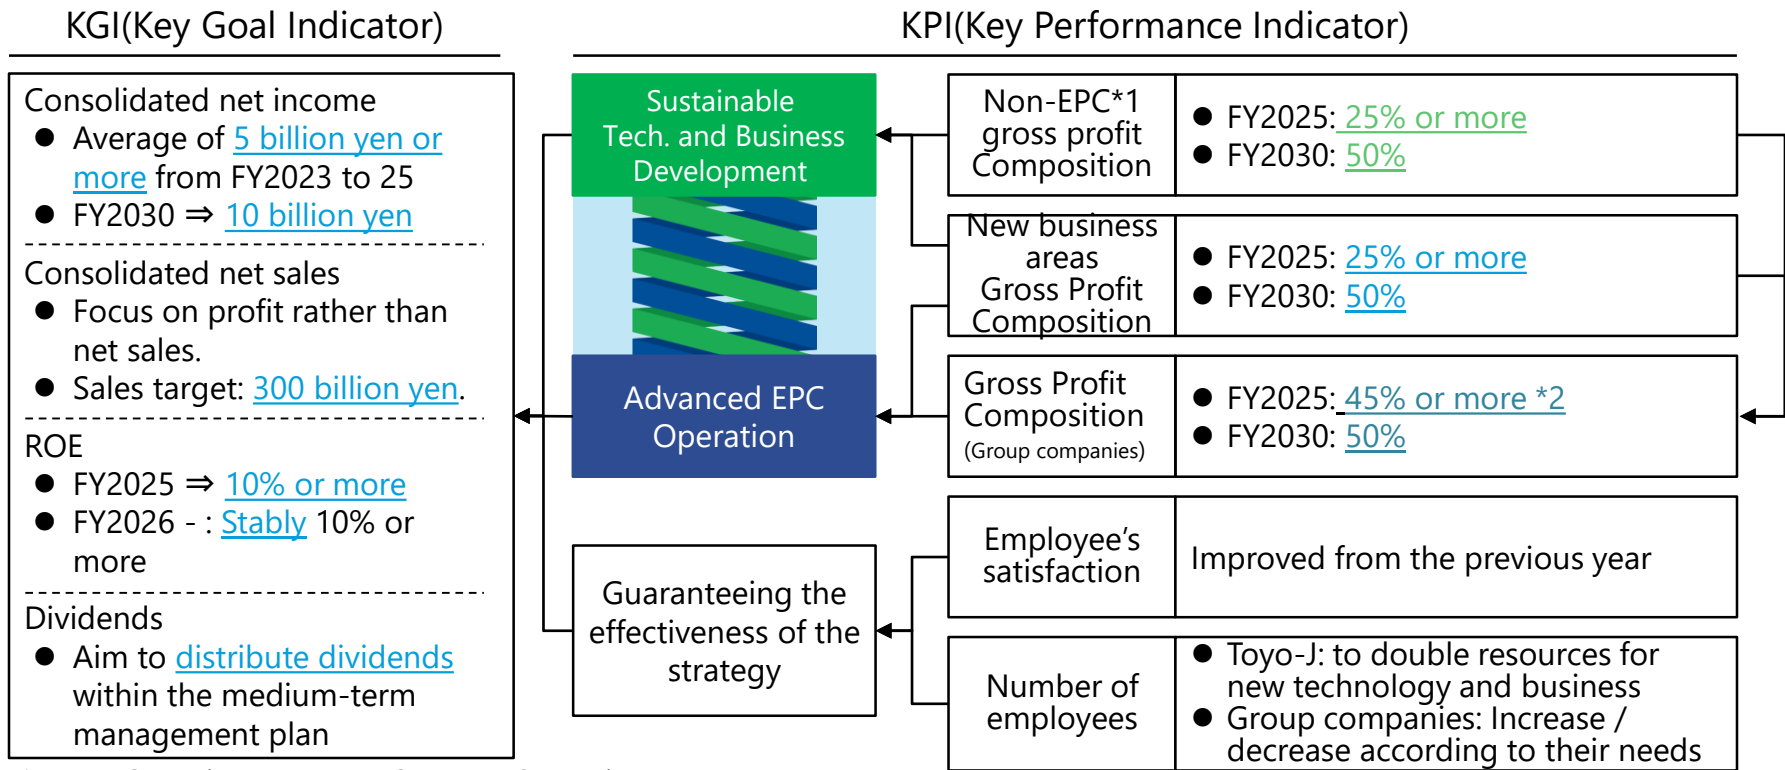 KGI(Key Goal Indicator)
KPI(Key Performance Indicator)
Consolidated net income
● Average of 5 billion yen or
more from FY2023 to 25
● FY2030 ⇒ 10 billion yen
Consolidated net sales
● Focus on profit rather than
net sales.
● Sales target: 300 billion yen.
ROE
● FY2025 ⇒ 10% or more
● FY2026 - : Stably 10% or
more
Dividends
● Aim to distribute dividends
within the medium-term
management plan
Sustainable
Tech. and Business
Development
Advanced EPC
Operation
Guaranteeing the
effectiveness of the
strategy
Non-EPC*1
gross profit
Composition
● FY2025: 25% or more
● FY2030: 50%
New business
areas
Gross Profit
Composition
● FY2025: 25% or more
● FY2030: 50%
Gross Profit
Composition
(Group companies)
● FY2025: 45% or more *2
● FY2030: 50%
Employee's
satisfaction
Improved from the previous year
Number of
employees
● Toyo-J: to double resources for
new technology and business
● Group companies: Increase /
decrease according to their needs